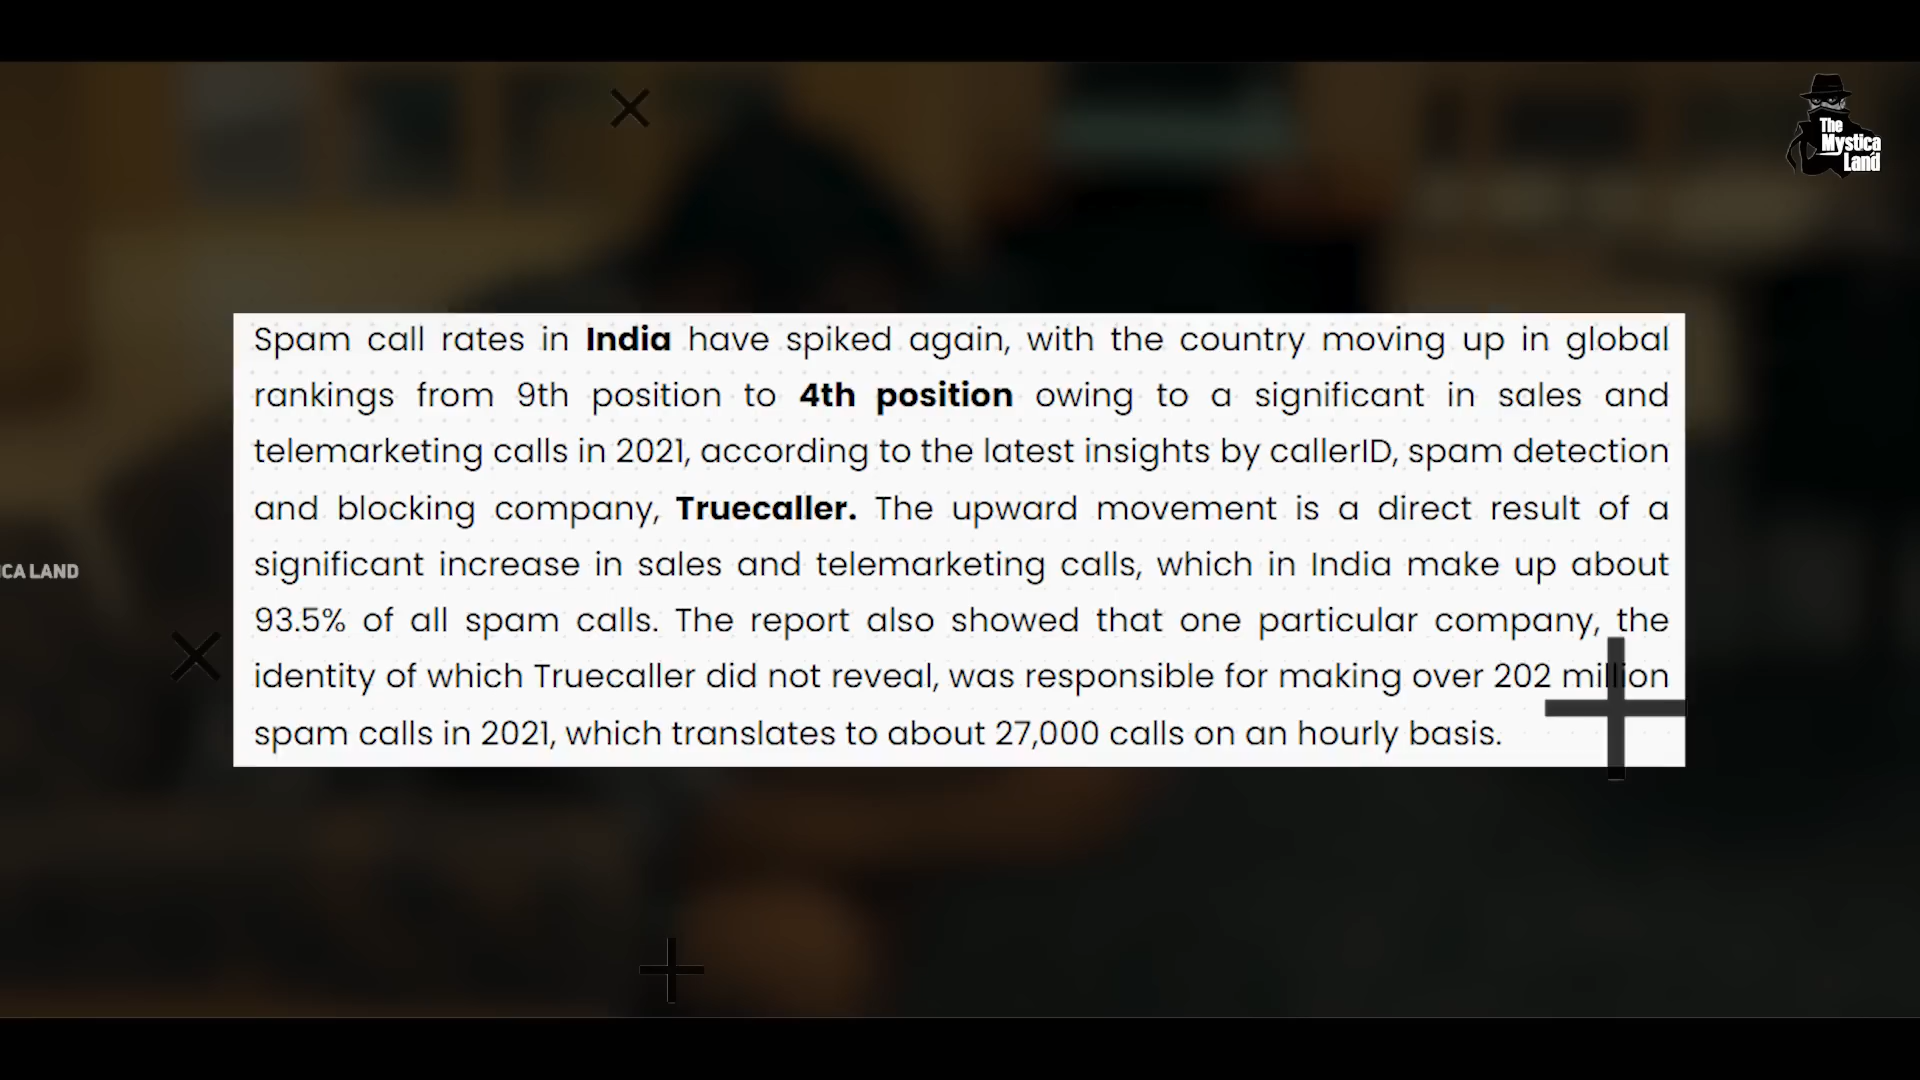 The
Mystica
Land
Spam call rates in India have spiked again, with the country moving up in global
rankings from 9th position to 4th position owing to a significant in sales and
telemarketing calls in 2021, according to the latest insights by callerID, spam detection
and blocking company, Truecaller. The upward movement is a direct result of a
significant increase in sales and telemarketing calls, which in India make up about
93.5% of all spam calls. The report also showed that one particular company, the
identity of which Truecaller did not reveal, was responsible for making over 202 million
spam calls in 2021, which translates to about 27,000 calls on an hourly basis.
CA LAND